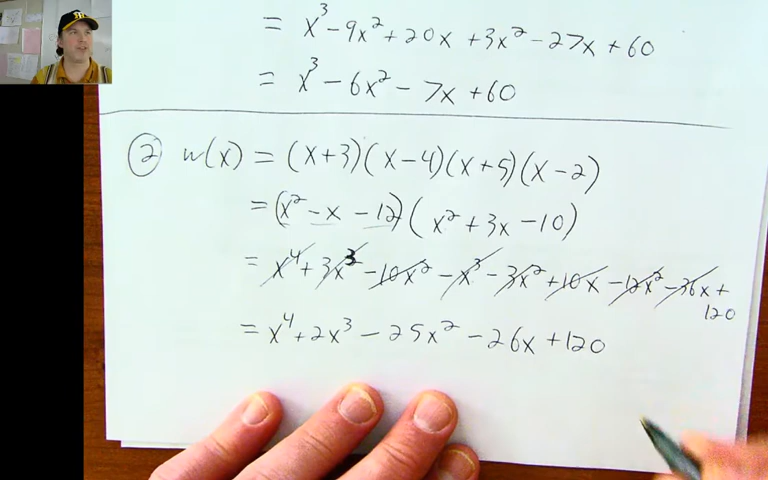 = x³ - 9x² + 20x + 3x² - 27x + 60
= x³ - 6x² - 7x + 60
② w(x) = (x+3)(x-4)(x+5)(x-2)
= (x² - x - 12)(x² + 3x - 10)
= x⁴ + 3x³ - 10x² - x³ - 3x² + 10x - 12x² - 36x +
120
= x⁴ + 2x³ - 25x² - 26x + 120